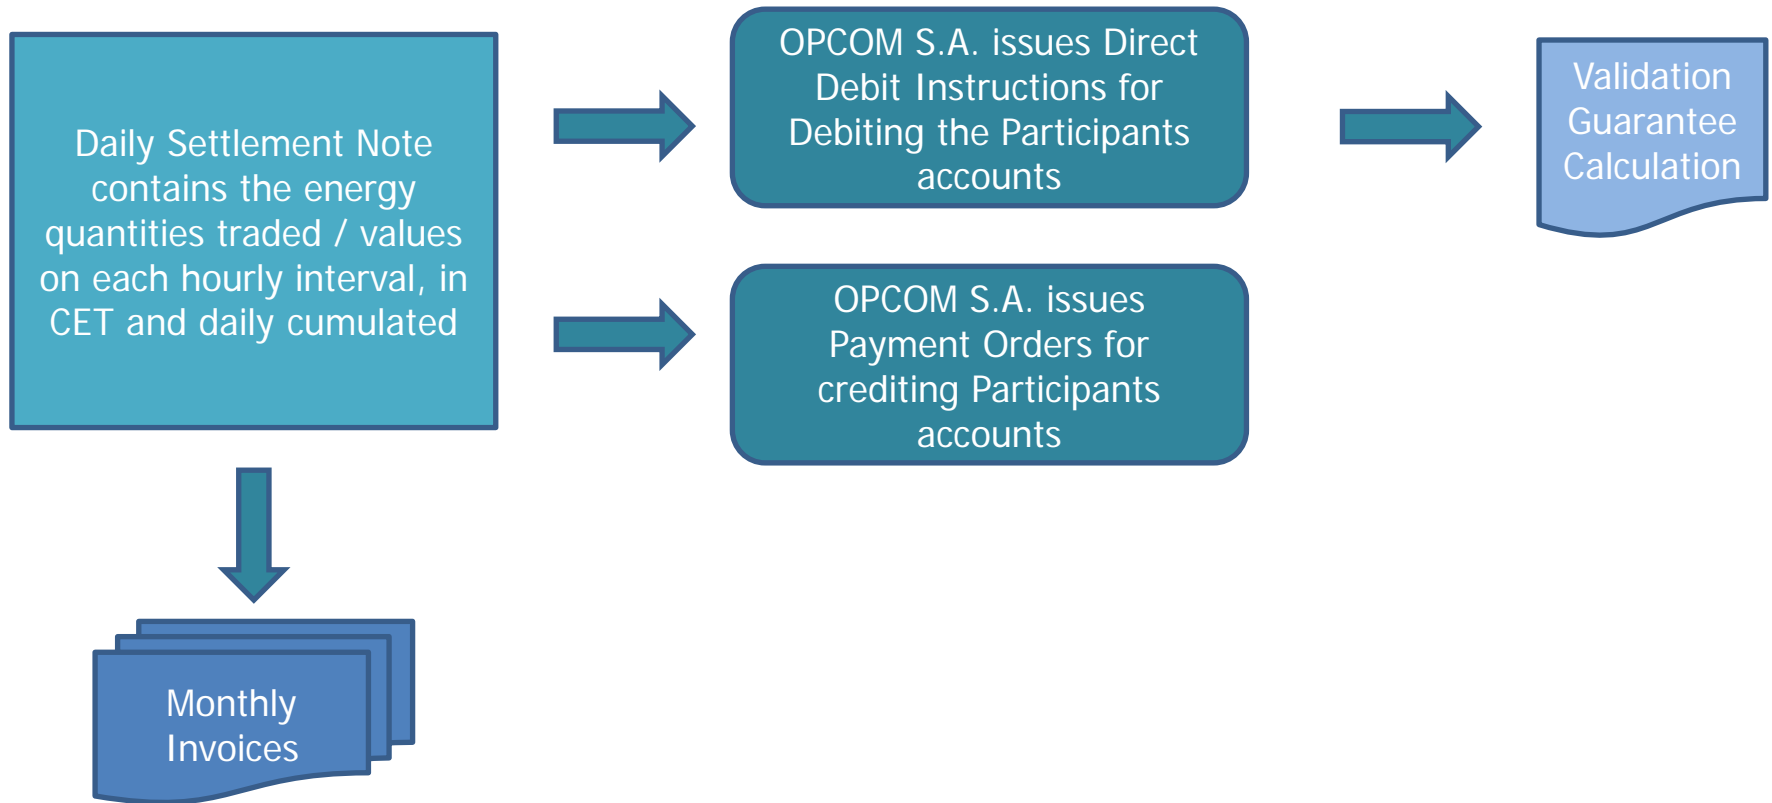 Daily Settlement Note
contains the energy
quantities traded / values
on each hourly interval, in
CET and daily cumulated
OPCOM S.A. issues Direct
Debit Instructions for
Debiting the Participants
accounts
Validation
Guarantee
Calculation
OPCOM S.A. issues
Payment Orders for
crediting Participants
accounts
Monthly
Invoices